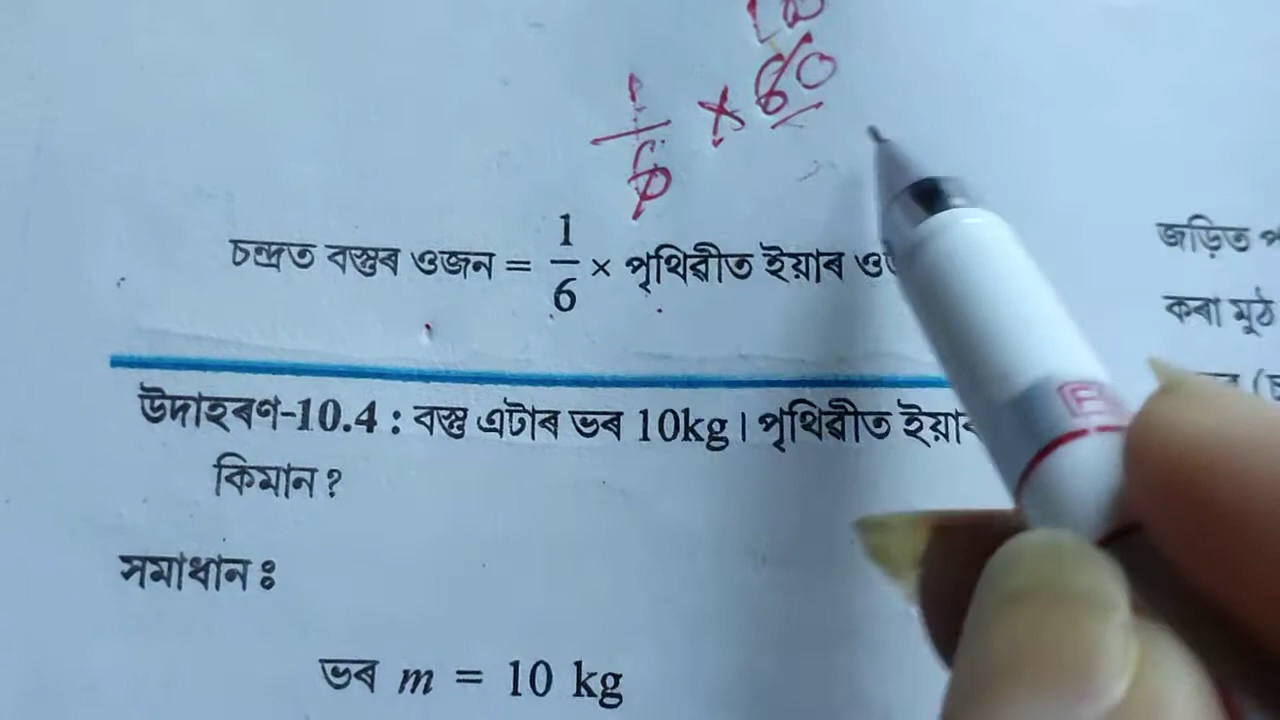 1/6 × 60
চন্দ্ৰত বস্তুৰ ওজন = 1/6 × পৃথিৱীত ইয়াৰ
জড়িত
কৰা মুঠ
উদাহৰণ-10.4 : বস্তু এটাৰ ভৰ 10kg। পৃথিৱীত ইয়াৰ
কিমান ?
সমাধান :
ভৰ m = 10 kg